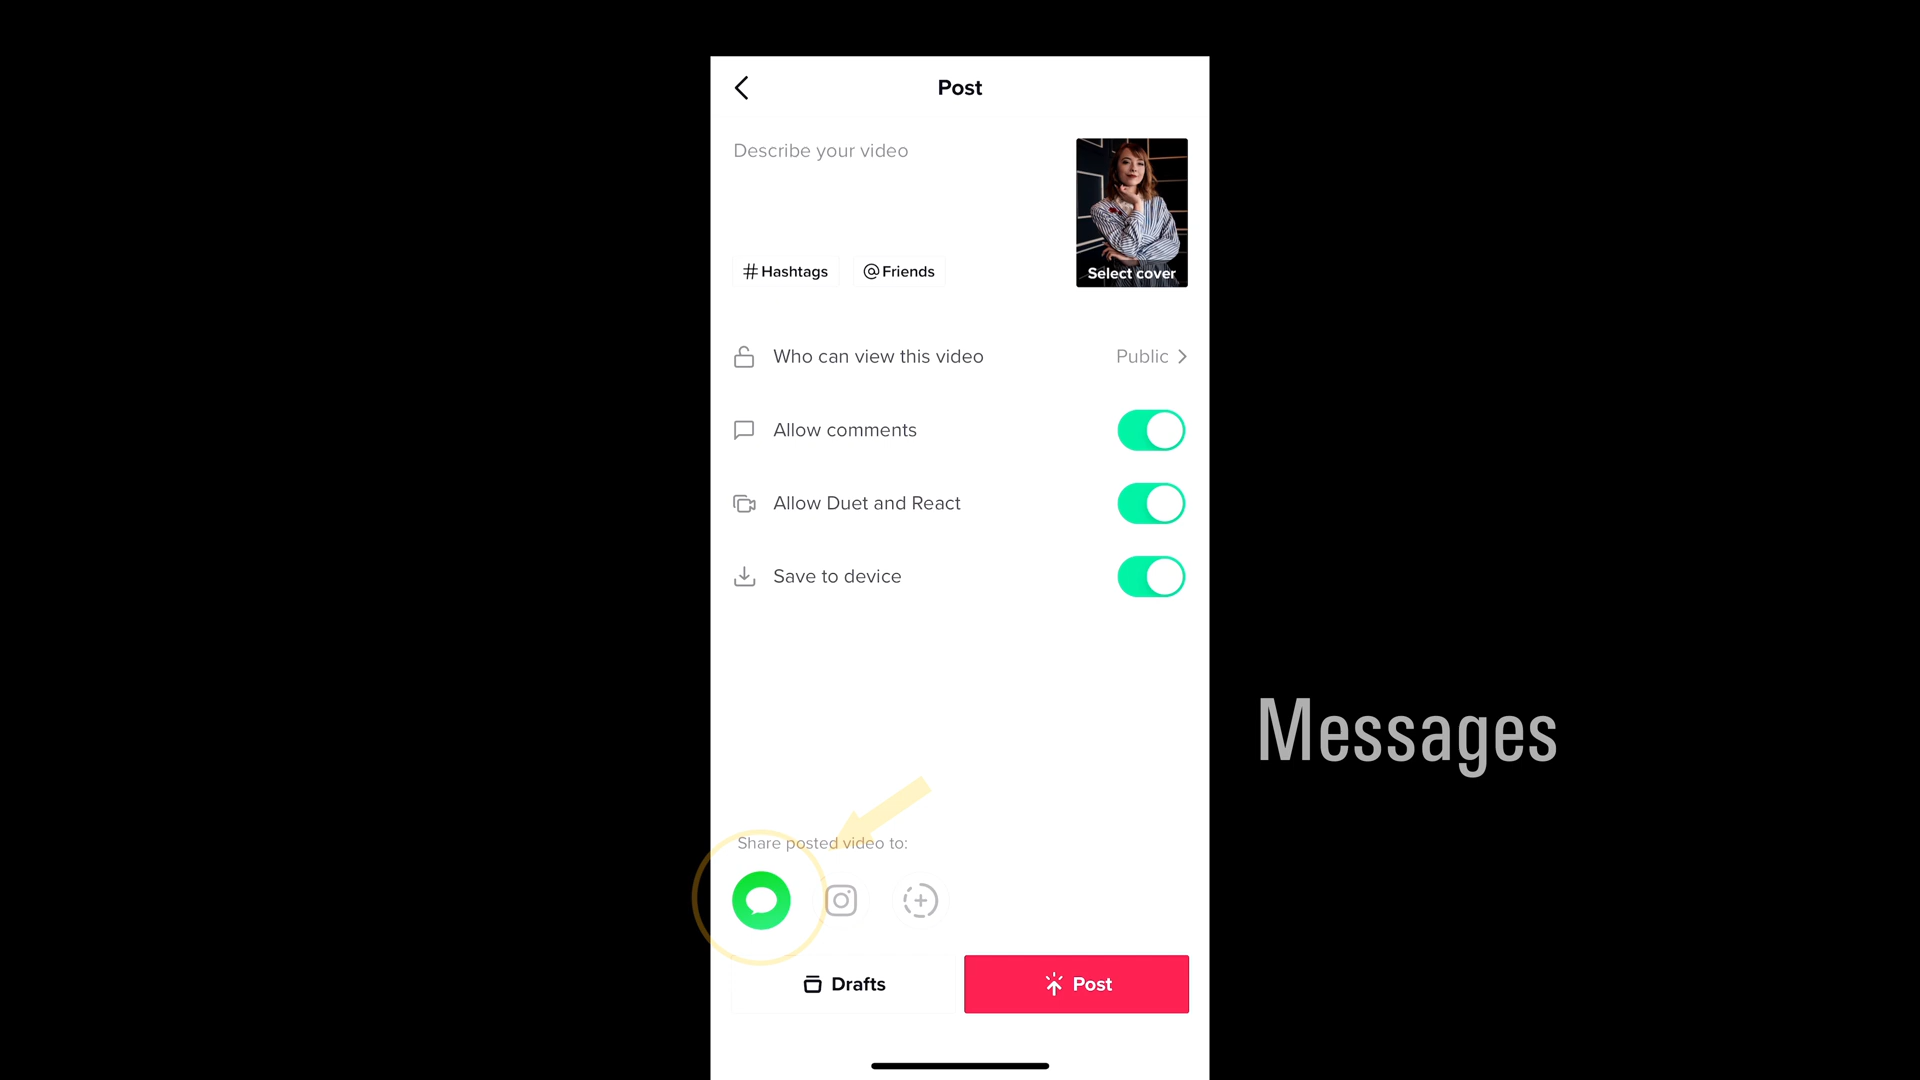 Post
Describe your video
Select cover
#Hashtags
@Friends
Who can view this video
Public
Allow comments
Allow Duet and React
Save to device
Messages
Share posted video to:
Drafts
Post